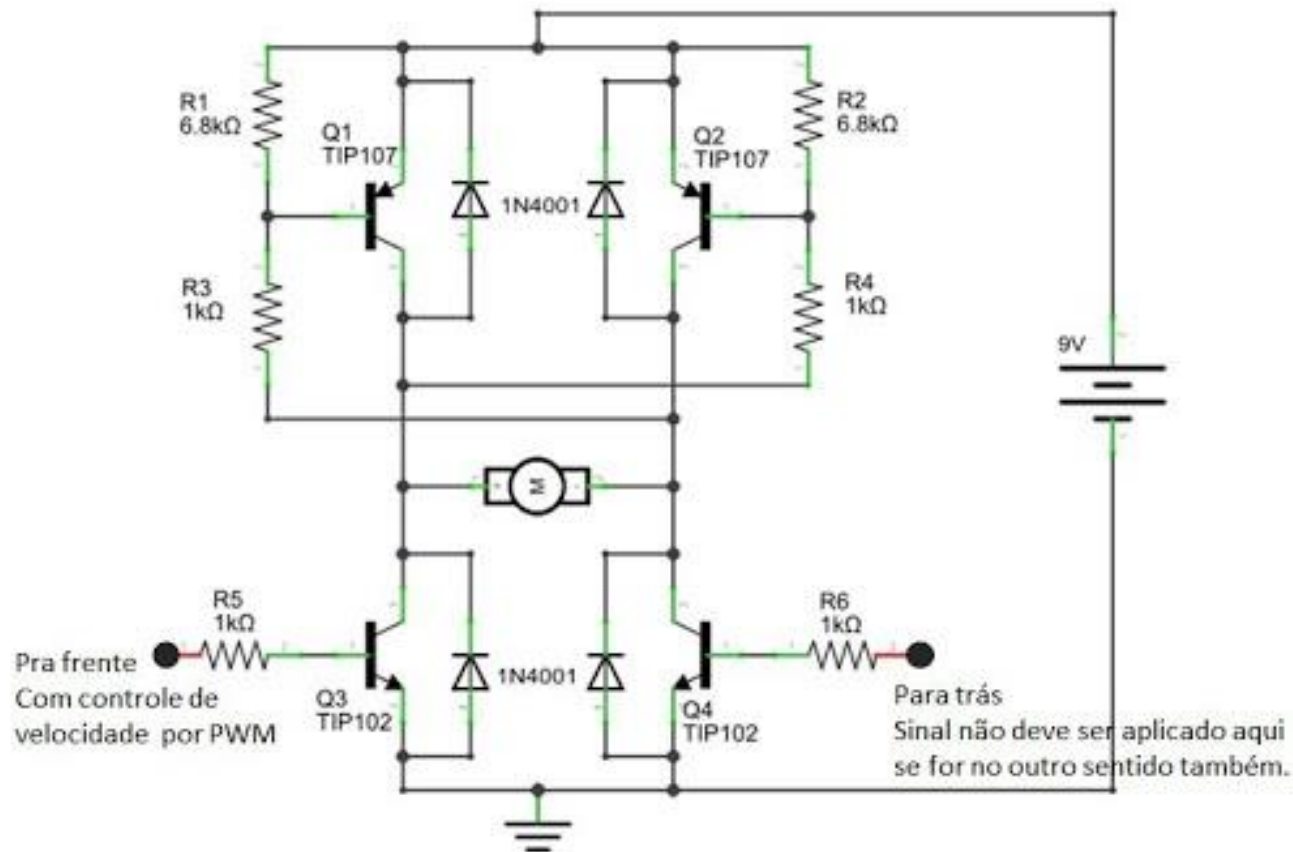 R1
6.8kΩ
Q1
TIP107
R2
6.8kΩ
Q2
TIP107
1N4001
R3
1kΩ
R4
1kΩ
9V
M
R5
1kΩ
R6
1kΩ
Pra frente
Com controle de
velocidade por PWM
Q3
TIP102
1N4001
Q4
TIP102
Para trás
Sinal não deve ser aplicado aqui
se for no outro sentido também.